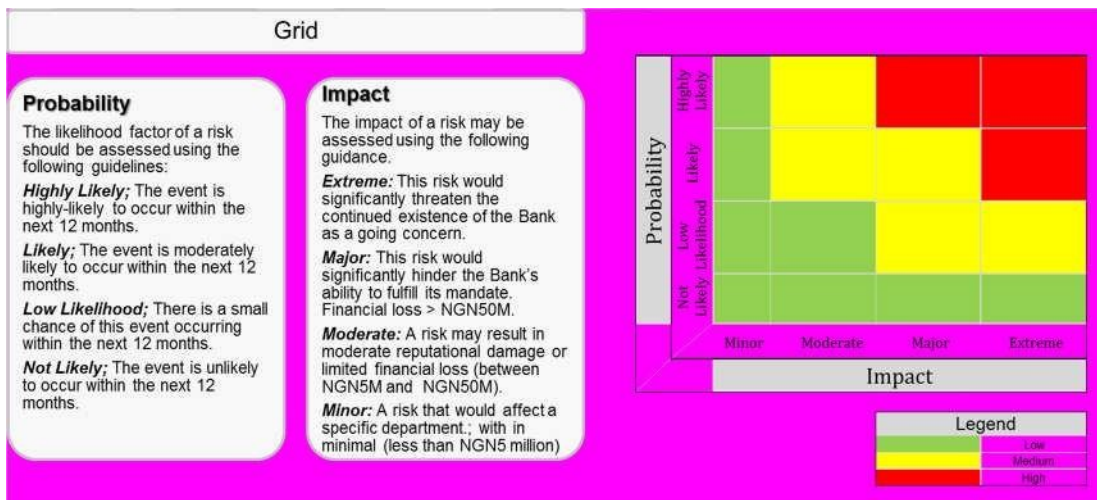 Grid
Probability
The likelihood factor of a risk
should be assessed using the
following guidelines:
Highly Likely; The event is
highly-likely to occur within the
next 12 months.
Likely; The event is moderately
likely to occur within the next 12
months.
Low Likelihood; There is a small
chance of this event occurring
within the next 12 months.
Not Likely; The event is unlikely
to occur within the next 12
months.
Impact
The impact of a risk may be
assessed using the following
guidance.
Extreme: This risk would
significantly threaten the
continued existence of the Bank
as a going concern.
Major: This risk would
significantly hinder the Bank's
ability to fulfill its mandate.
Financial loss > NGN50M.
Moderate: A risk may result in
moderate reputational damage or
limited financial loss (between
NGN5M and NGN50M).
Minor: A risk that would affect a
specific department.; with in
minimal (less than NGN5 million)
Probability
Highly
Likely
Likely
Low
Likelihood
Not
Likely
Minor Moderate Major Extreme
Impact
Legend
Low
Medium
High